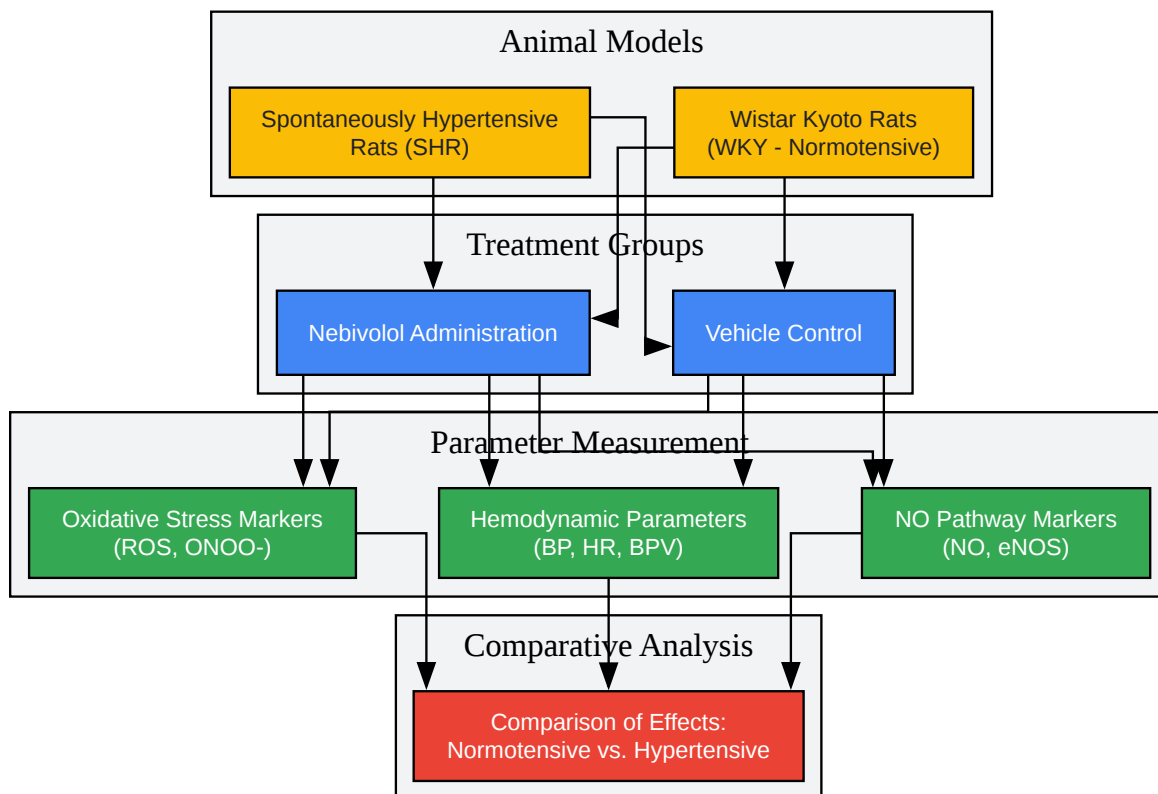 Animal Models
Spontaneously Hypertensive
Rats (SHR)
Wistar Kyoto Rats
(WKY - Normotensive)
Treatment Groups
Nebivolol Administration
Vehicle Control
Parameter Measurement
Oxidative Stress Markers
(ROS, ONOO-)
Hemodynamic Parameters
(BP, HR, BPV)
NO Pathway Markers
(NO, eNOS)
Comparative Analysis
Comparison of Effects:
Normotensive vs. Hypertensive